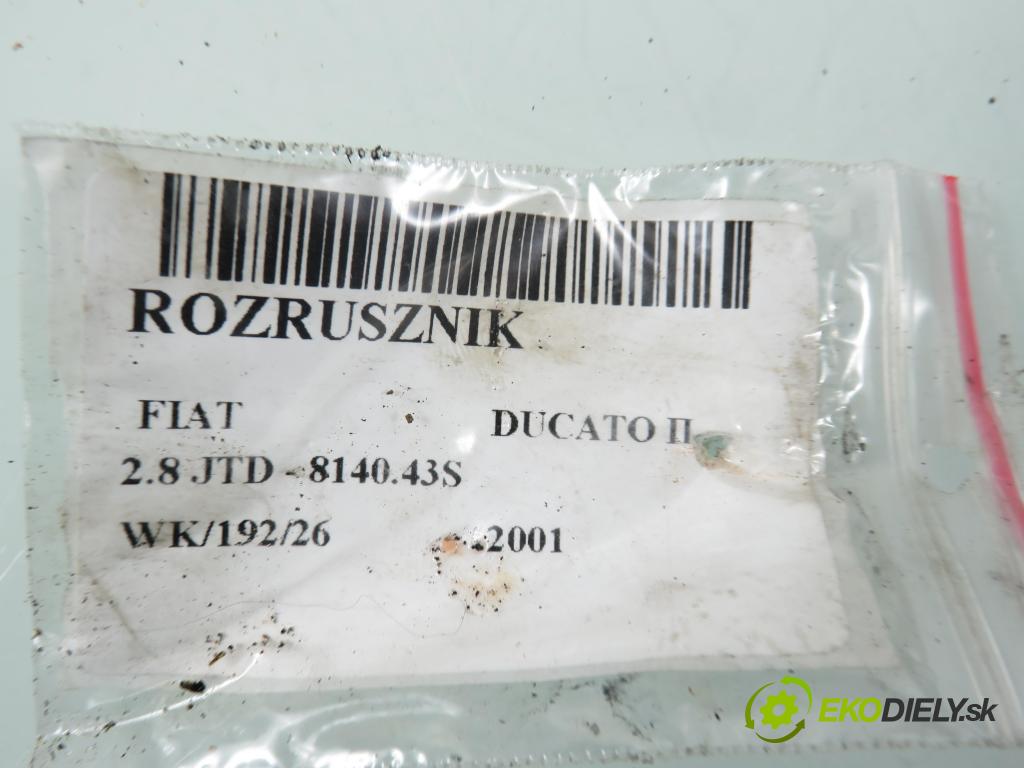 ROZRUSZNIK
FIAT DUCATO II
2.8 JTD - 8140.43S
WK/192/26 2001
EKODIELY.sk